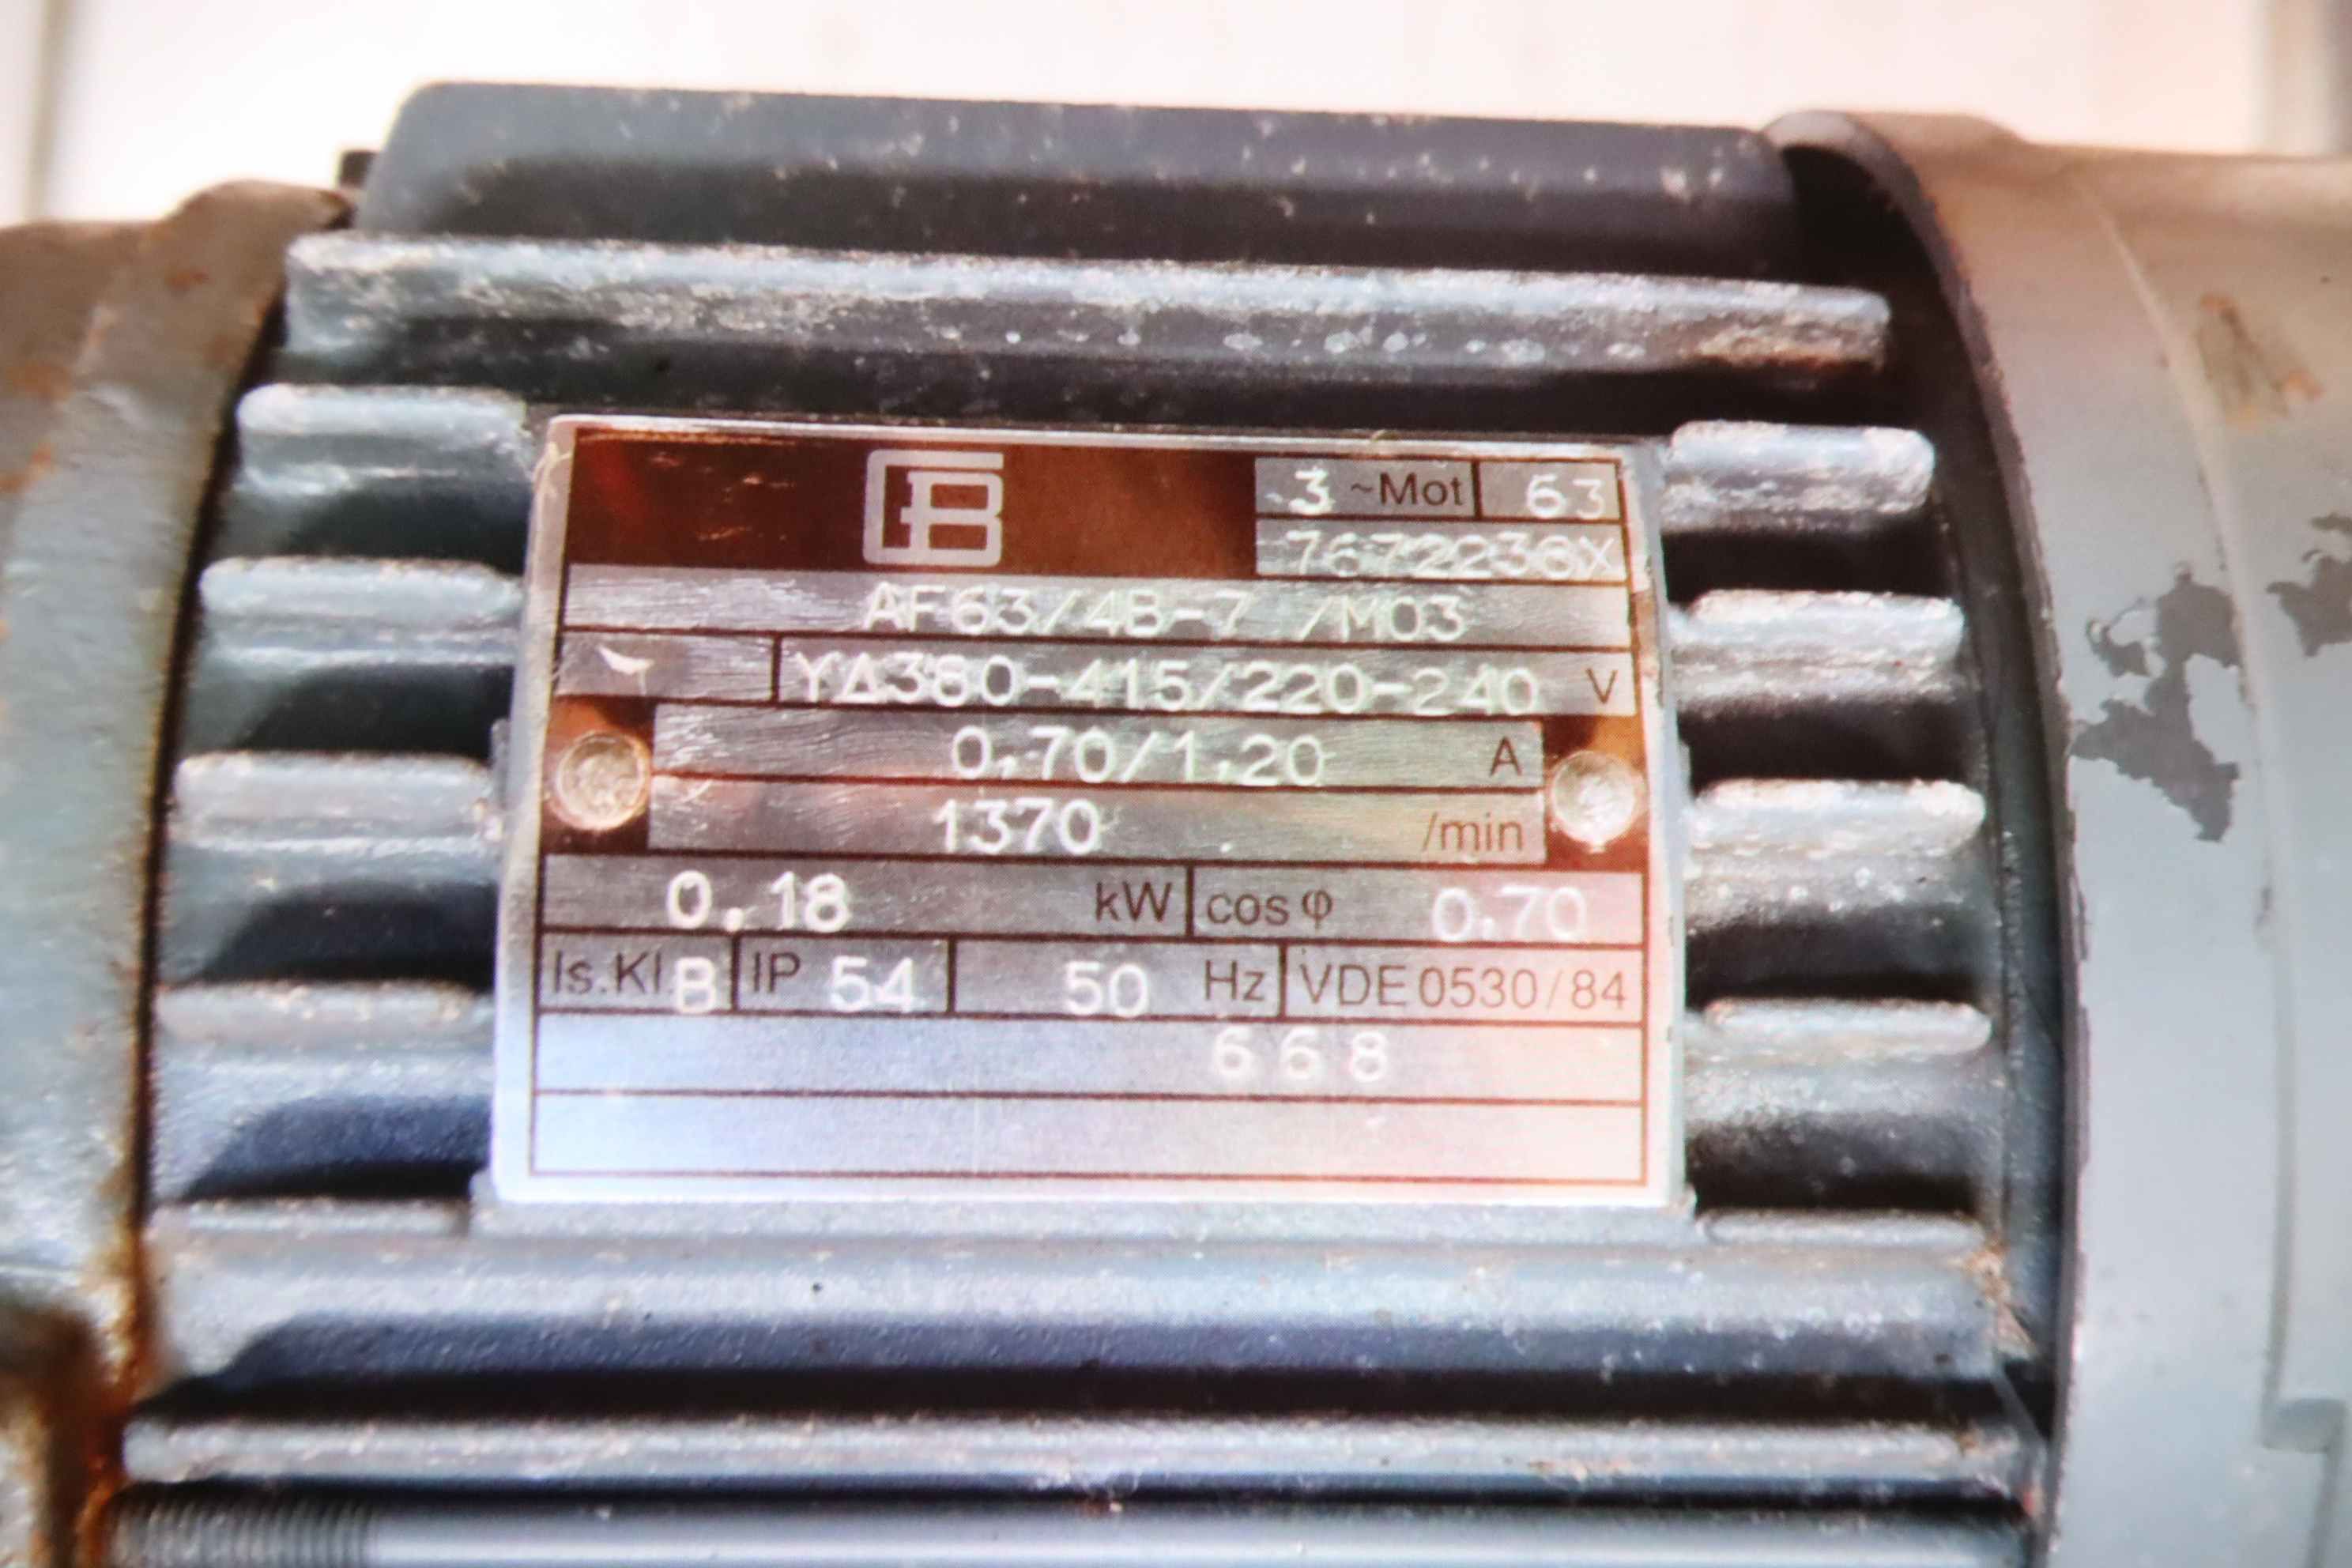 3 ~Mot 63
7672238X
AF63/4B-7 /M03
YΔ380-415/220-240 V
0,70/1,20 A
1370 /min
0,18 kW cos φ 0,70
Is.Kl. B IP 54 50 Hz VDE 0530/84
668